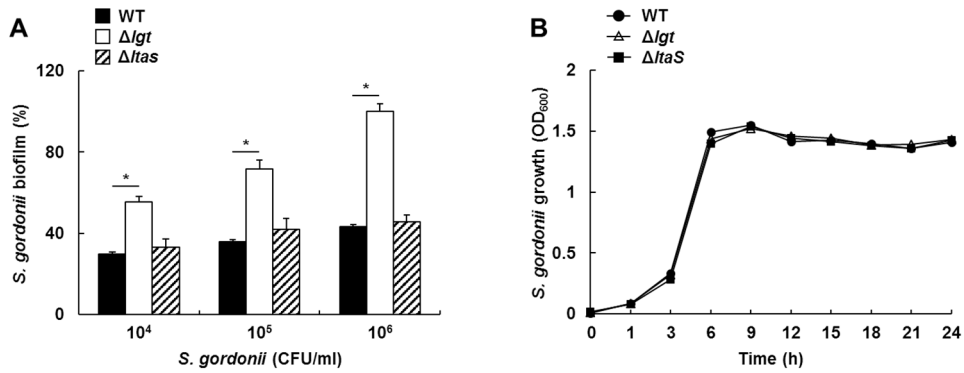 A
WT
Δlgt
Δltas
S. gordonii biofilm (%)
120
80
40
0
*
*
*
10⁴
10⁵
10⁶
S. gordonii (CFU/ml)
B
WT
Δlgt
ΔltaS
S. gordonii growth (OD₆₀₀)
2
1.5
1
0.5
0
0 1 3 6 9 12 15 18 21 24
Time (h)